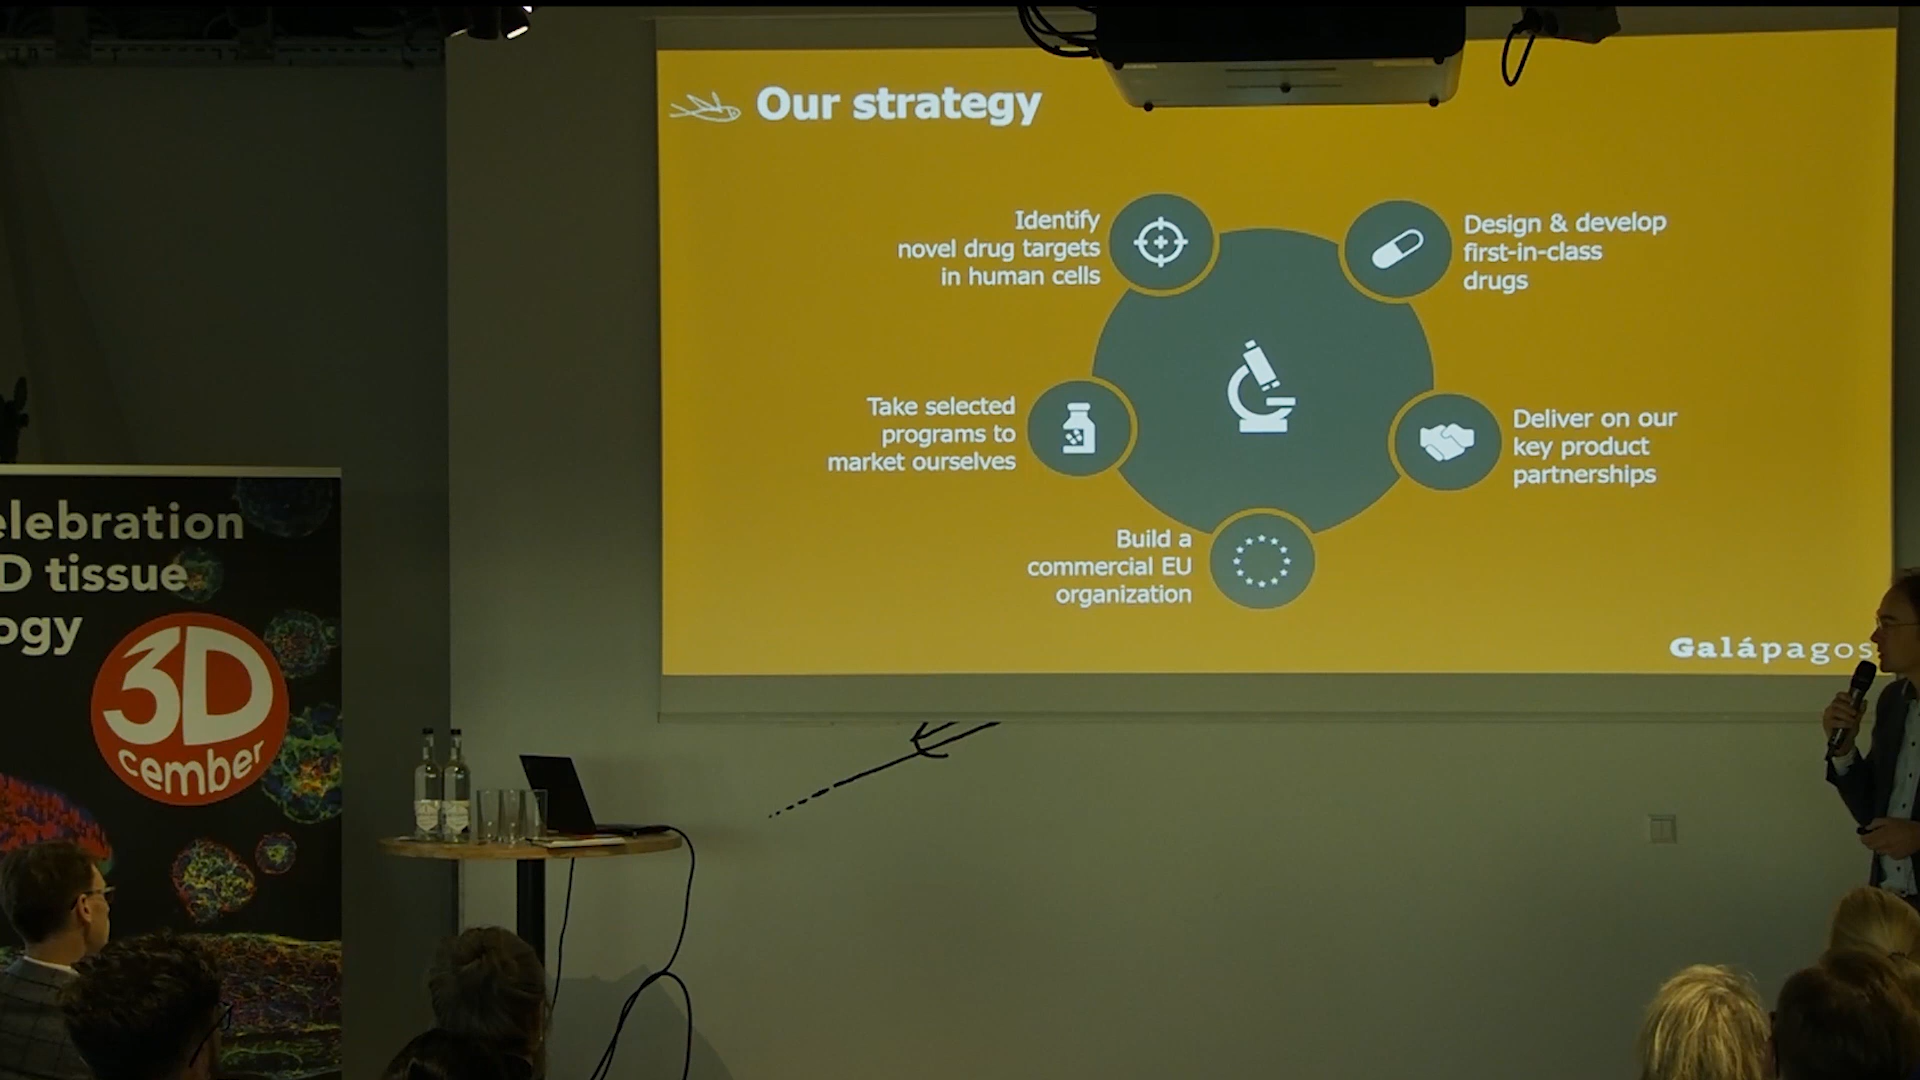 Our strategy
Identify
novel drug targets
in human cells
Design & develop
first-in-class
drugs
Take selected
programs to
market ourselves
Deliver on our
key product
partnerships
Build a
commercial EU
organization
Galápagos
elebration
D tissue
ogy
3D
cember